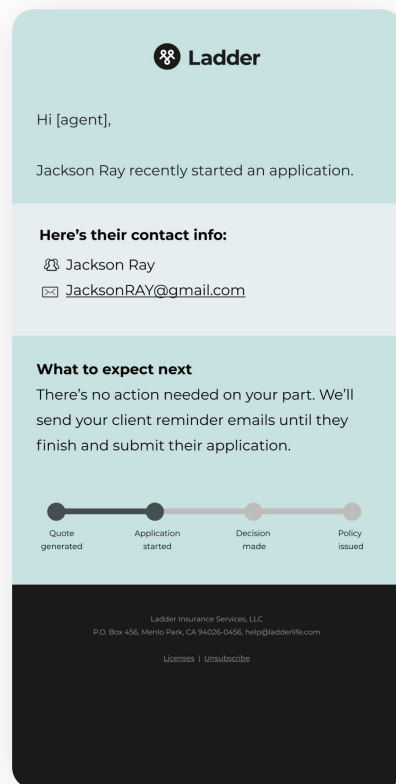 Ladder
Hi [agent],
Jackson Ray recently started an application.
Here’s their contact info:
Jackson Ray
JacksonRAY@gmail.com
What to expect next
There’s no action needed on your part. We’ll
send your client reminder emails until they
finish and submit their application.
Quote
generated
Application
started
Decision
made
Policy
issued
Ladder Insurance Services, LLC
P.O. Box 456, Menlo Park, CA 94026-0456, help@ladderlife.com
Licenses | Unsubscribe